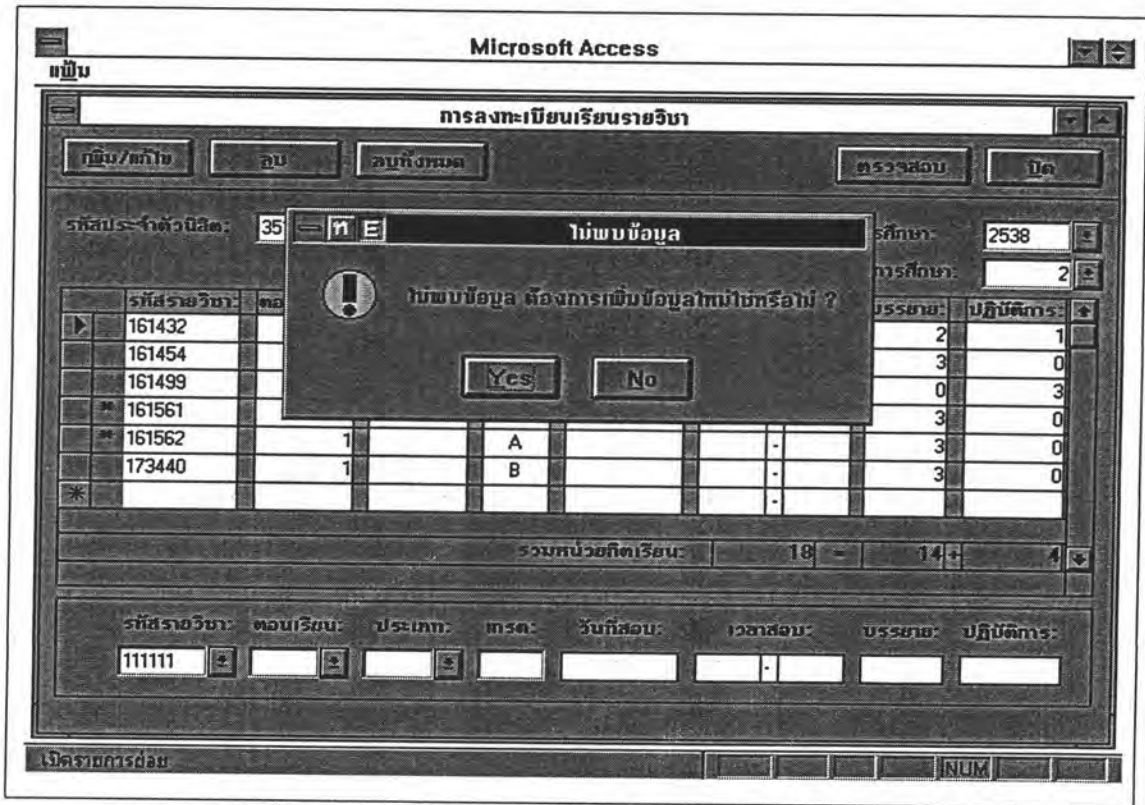 Microsoft Access
แฟ้ม
การลงทะเบียนเรียนรายวิชา
เพิ่ม/แก้ไข ลบ ลบทั้งหมด ตรวจสอบ ปิด
รหัสประจำตัวนิสิต: 35 ศึกษา: 2538
การศึกษา: 2
ท E ไม่พบข้อมูล
ไม่พบข้อมูล ต้องการเพิ่มข้อมูลใหม่ใช่หรือไม่ ?
Yes No
รหัสรายวิชา: ตอ บรรยาย: ปฏิบัติการ:
161432 2 1
161454 3 0
161499 0 3
* 161561 3 0
* 161562 1 A - 3 0
173440 1 B - 3 0
* -
รวมหน่วยกิตเรียน: 18 = 14 + 4
รหัสรายวิชา: ตอนเรียน: ประเภท: เกรด: วันที่สอบ: เวลาสอบ: บรรยาย: ปฏิบัติการ:
111111 -
เปิดรายการย่อย NUM